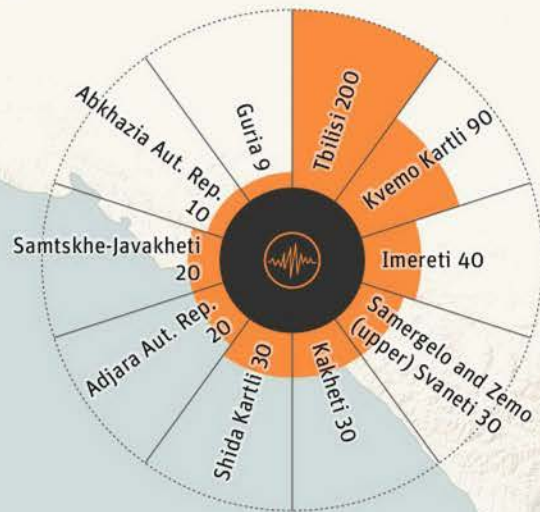 Tbilisi 200
Kvemo Kartli 90
Imereti 40
Samergelo and Zemo
(upper) Svaneti 30
Kakheti 30
Shida Kartli 30
Adjara Aut. Rep.
20
Samtskhe-Javakheti
20
Abkhazia Aut. Rep.
10
Guria 9